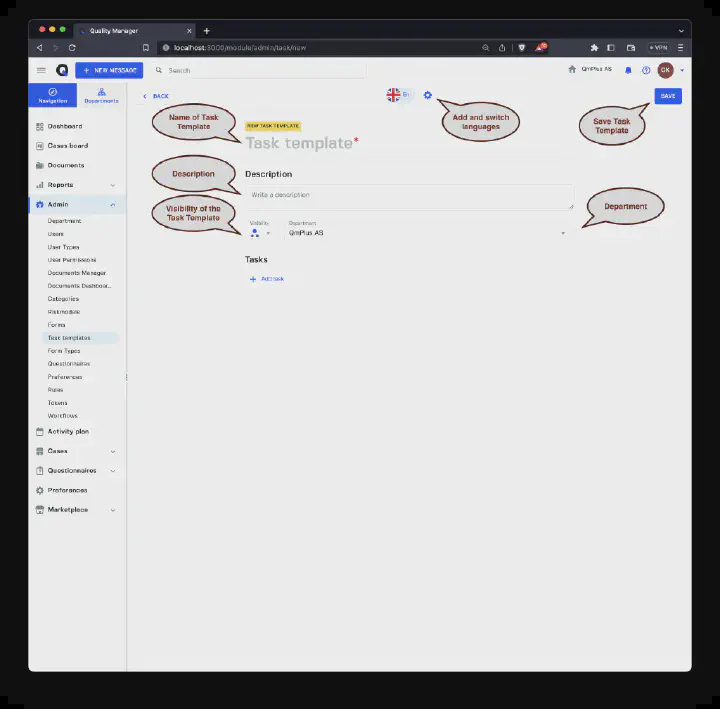 Quality Manager
localhost:3000/module/admin/task/new
VPN
+ NEW MESSAGE
Search
QmPlus AS
CK
Navigation
Departments
BACK
En
SAVE
Name of Task
Template
Add and switch
languages
Save Task
Template
NEW TASK TEMPLATE
Task template*
Description
Description
Write a description
Visibility of the
Task Template
Visibility
Department
QmPlus AS
Department
Tasks
+ Add task
Dashboard
Cases board
Documents
Reports
Admin
Department
Users
User Types
User Permissions
Documents Manager
Documents Dashboar...
Categories
Riskmodule
Forms
Task templates
Form Types
Questionnaires
Preferences
Roles
Tokens
Workflows
Activity plan
Cases
Questionnaires
Preferences
Marketplace